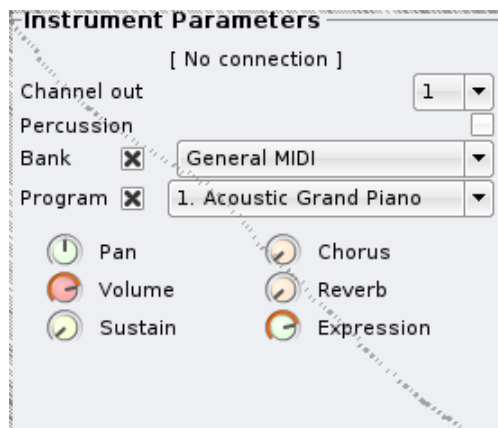 Instrument Parameters
[ No connection ]
Channel out 1
Percussion
Bank General MIDI
Program 1. Acoustic Grand Piano
Pan Chorus
Volume Reverb
Sustain Expression